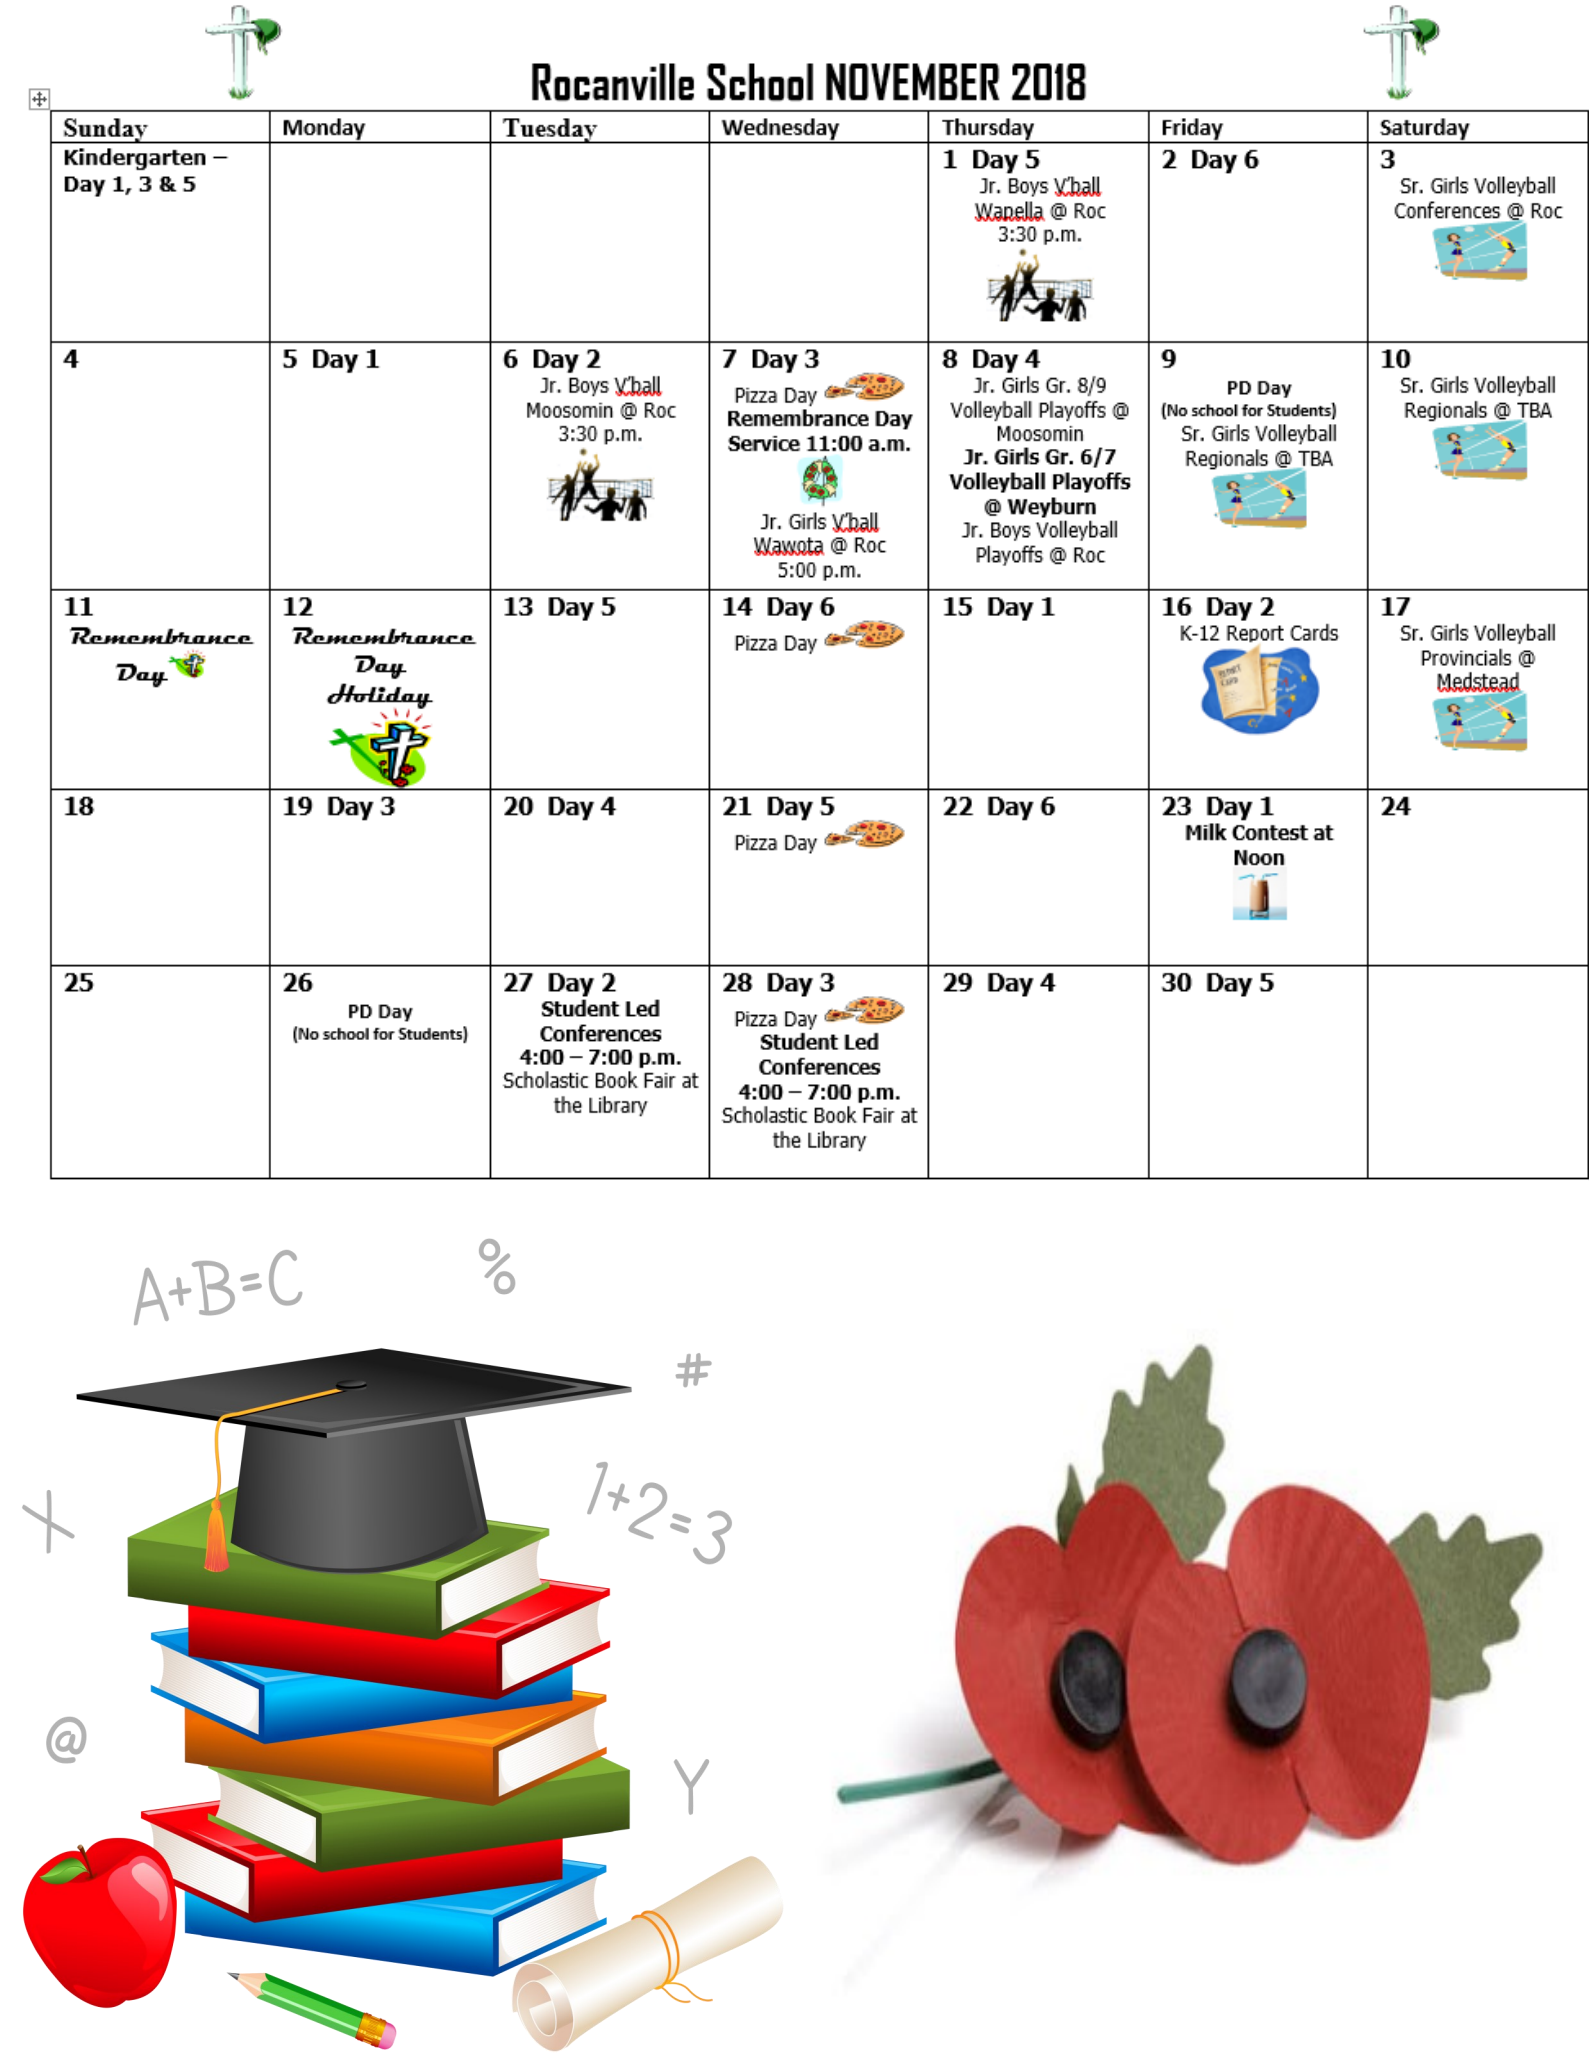 Rocanville School NOVEMBER 2018
Sunday
Monday
Tuesday
Wednesday
Thursday
Friday
Saturday
Kindergarten –
Day 1, 3 & 5
1 Day 5
Jr. Boys V'ball
Wapella @ Roc
3:30 p.m.
2 Day 6
3
Sr. Girls Volleyball
Conferences @ Roc
4
5 Day 1
6 Day 2
Jr. Boys V'ball
Moosomin @ Roc
3:30 p.m.
7 Day 3
Pizza Day
Remembrance Day
Service 11:00 a.m.
Jr. Girls V'ball
Wawota @ Roc
5:00 p.m.
8 Day 4
Jr. Girls Gr. 8/9
Volleyball Playoffs @
Moosomin
Jr. Girls Gr. 6/7
Volleyball Playoffs
@ Weyburn
Jr. Boys Volleyball
Playoffs @ Roc
9
PD Day
(No school for Students)
Sr. Girls Volleyball
Regionals @ TBA
10
Sr. Girls Volleyball
Regionals @ TBA
11
Remembrance
Day
12
Remembrance
Day
Holiday
13 Day 5
14 Day 6
Pizza Day
15 Day 1
16 Day 2
K-12 Report Cards
REPORT
CARD
17
Sr. Girls Volleyball
Provincials @
Medstead
18
19 Day 3
20 Day 4
21 Day 5
Pizza Day
22 Day 6
23 Day 1
Milk Contest at
Noon
24
25
26
PD Day
(No school for Students)
27 Day 2
Student Led
Conferences
4:00 – 7:00 p.m.
Scholastic Book Fair at
the Library
28 Day 3
Pizza Day
Student Led
Conferences
4:00 – 7:00 p.m.
Scholastic Book Fair at
the Library
29 Day 4
30 Day 5
A+B=C
%
#
X
1+2=3
@
Y